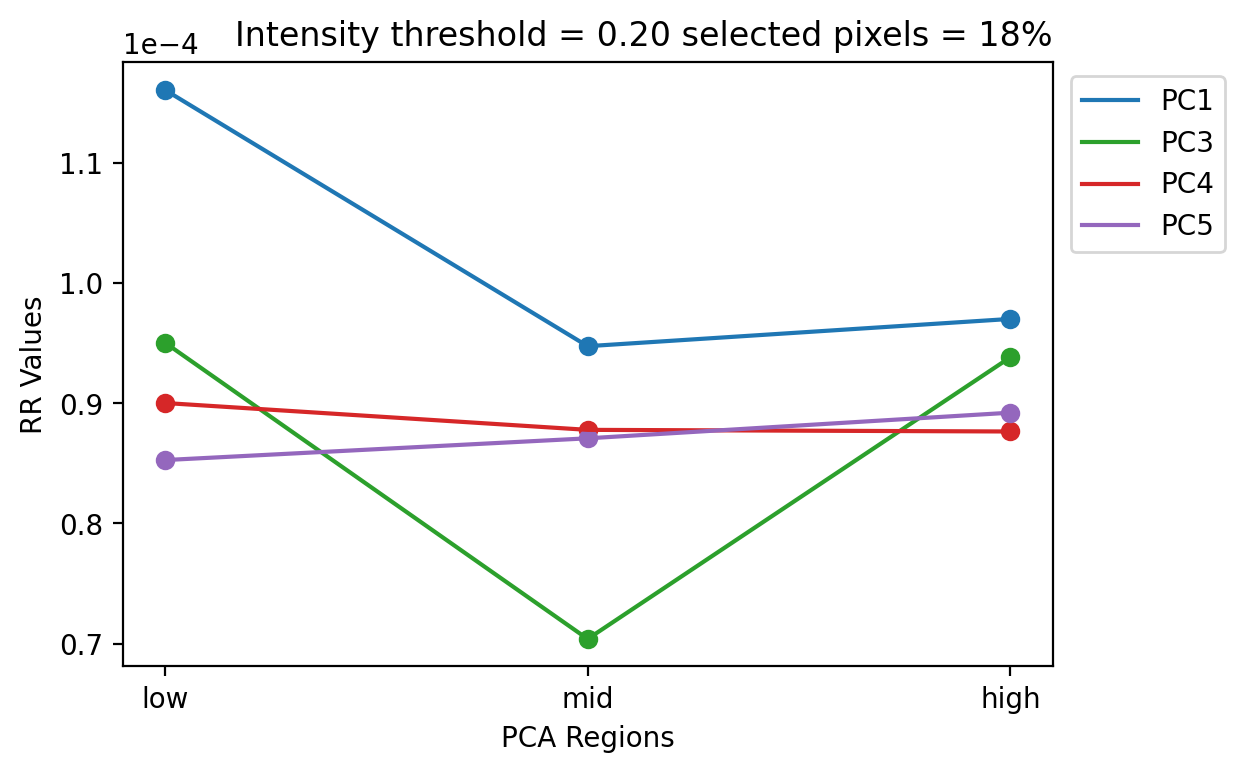 Intensity threshold = 0.20 selected pixels = 18%
1e−4
1.1
1.0
0.9
0.8
0.7
RR Values
low
mid
high
PCA Regions
PC1
PC3
PC4
PC5